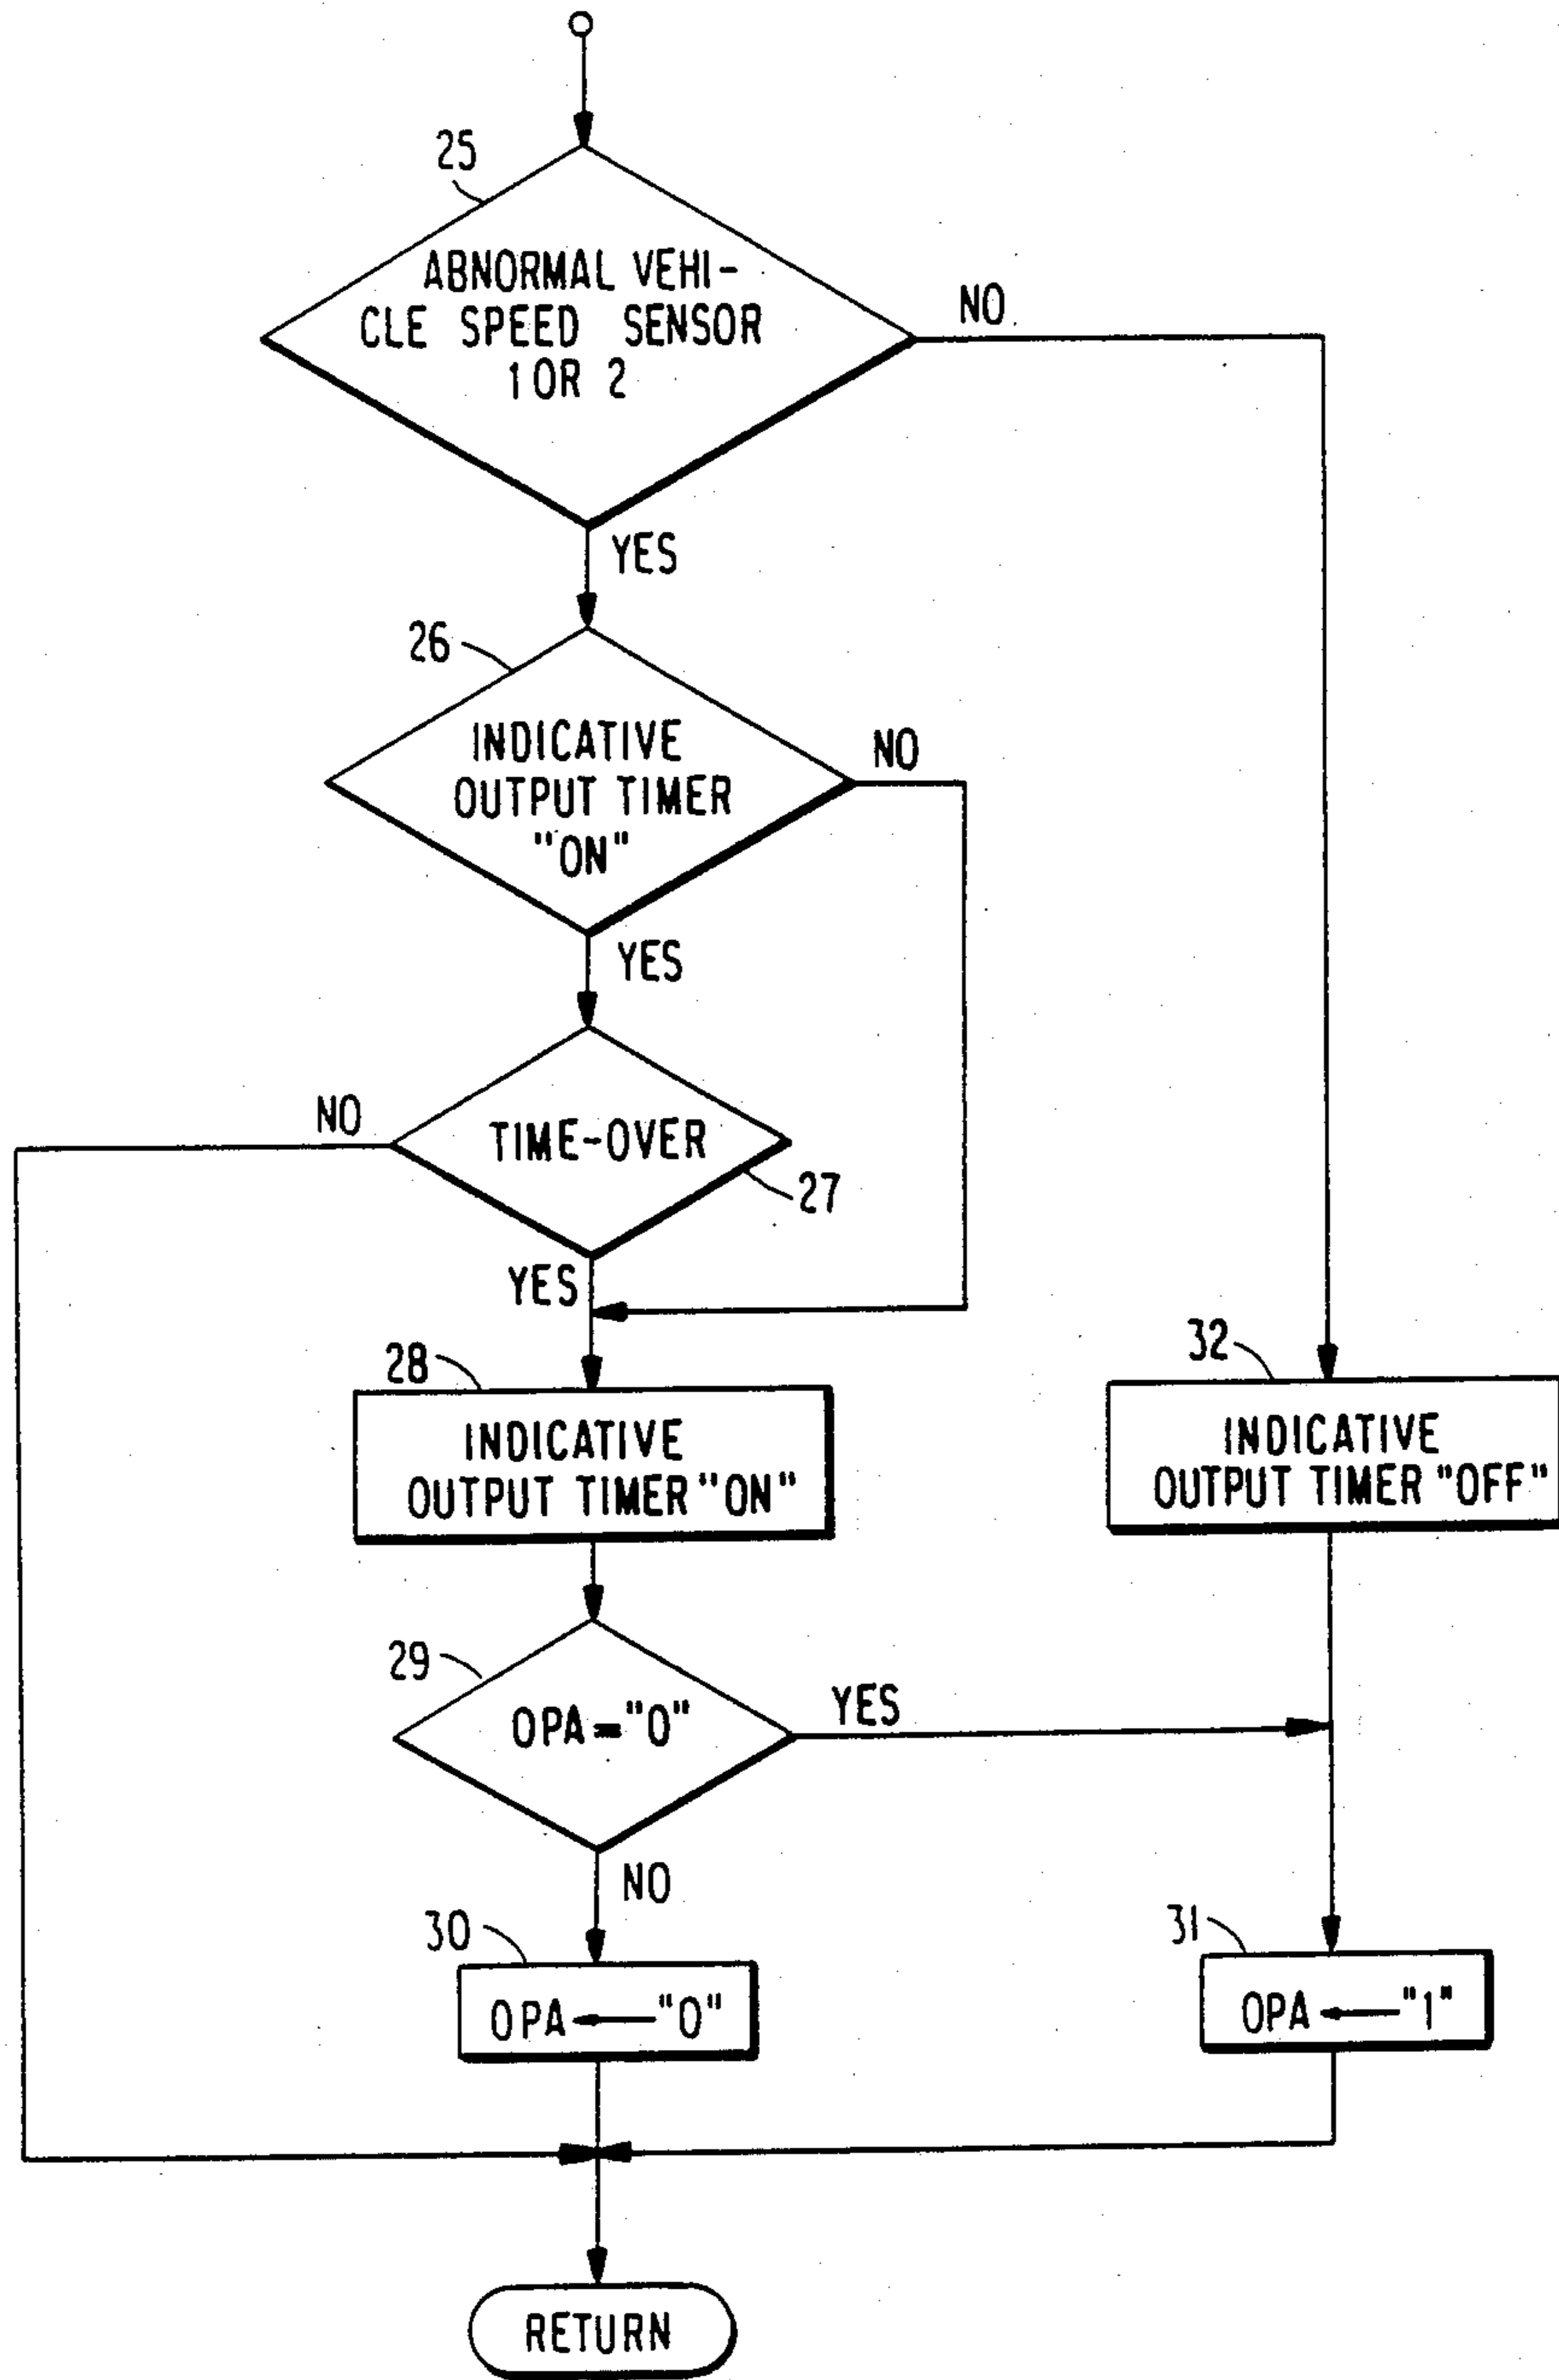 25
ABNORMAL VEHI-
CLE SPEED SENSOR
1 OR 2
NO
YES
26
INDICATIVE
OUTPUT TIMER
"ON"
NO
YES
NO
TIME-OVER
27
YES
28
INDICATIVE
OUTPUT TIMER "ON"
32
INDICATIVE
OUTPUT TIMER "OFF"
29
OPA="0"
YES
NO
30
OPA ← "0"
31
OPA ← "1"
RETURN